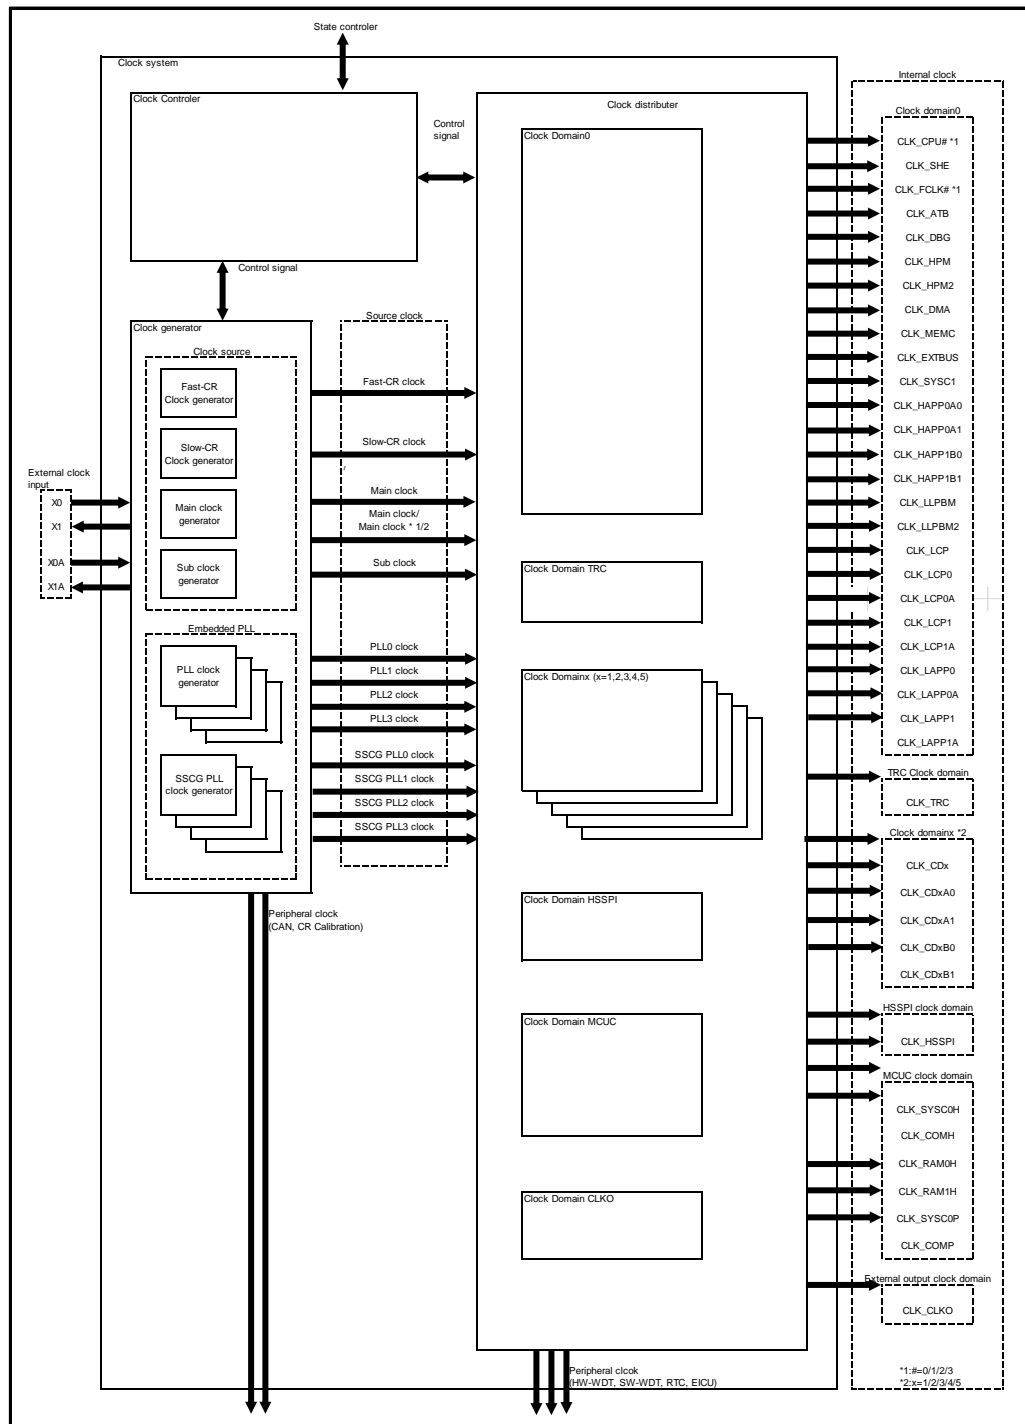 State controler
Clock system
Clock Controler
Control
signal
Control signal
Clock generator
Clock source
Fast-CR
Clock generator
Slow-CR
Clock generator
Main clock
generator
Sub clock
generator
Embedded PLL
PLL clock
generator
SSCG PLL
clock generator
External clock
input
X0
X1
X0A
X1A
Source clock
Fast-CR clock
Slow-CR clock
/
Main clock
Main clock/
Main clock * 1/2
Sub clock
PLL0 clock
PLL1 clock
PLL2 clock
PLL3 clock
SSCG PLL0 clock
SSCG PLL1 clock
SSCG PLL2 clock
SSCG PLL3 clock
Peripheral clock
(CAN, CR Calibration)
Clock distributer
Clock Domain0
Clock Domain TRC
Clock Domainx (x=1,2,3,4,5)
Clock Domain HSSPI
Clock Domain MCUC
Clock Domain CLKO
Peripheral clcok
(HW-WDT, SW-WDT, RTC, EICU)
Internal clock
Clock domain0
CLK_CPU# *1
CLK_SHE
CLK_FCLK# *1
CLK_ATB
CLK_DBG
CLK_HPM
CLK_HPM2
CLK_DMA
CLK_MEMC
CLK_EXTBUS
CLK_SYSC1
CLK_HAPP0A0
CLK_HAPP0A1
CLK_HAPP1B0
CLK_HAPP1B1
CLK_LLPBM
CLK_LLPBM2
CLK_LCP
CLK_LCP0
CLK_LCP0A
CLK_LCP1
CLK_LCP1A
CLK_LAPP0
CLK_LAPP0A
CLK_LAPP1
CLK_LAPP1A
TRC Clock domain
CLK_TRC
Clock domainx *2
CLK_CDx
CLK_CDxA0
CLK_CDxA1
CLK_CDxB0
CLK_CDxB1
HSSPI clock domain
CLK_HSSPI
MCUC clock domain
CLK_SYSC0H
CLK_COMH
CLK_RAM0H
CLK_RAM1H
CLK_SYSC0P
CLK_COMP
External output clock domain
CLK_CLKO
*1:#=0/1/2/3
*2:x=1/2/3/4/5